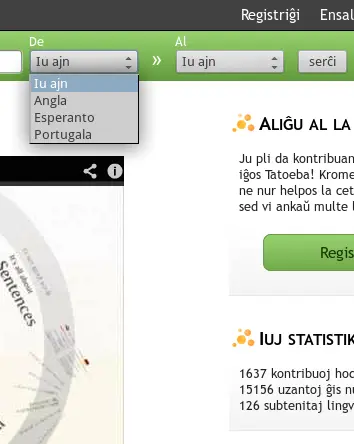 Registriĝi Ensal
De Al
Iu ajn » Iu ajn serĉi
Iu ajn
Angla
Esperanto
Portugala
ALIĜU AL LA
Ju pli da kontribuan
iĝos Tatoeba! Krome
ne nur helpos la cet
sed vi ankaŭ multe l
It's all about
Sentences
Regis
IUJ STATISTIK
1637 kontribuoj hoc
15156 uzantoj ĝis nu
126 subtenitaj lingv